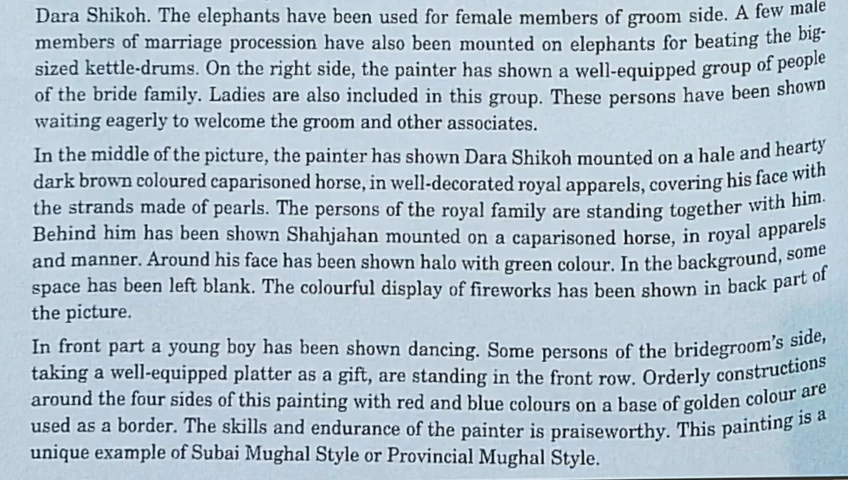 Dara Shikoh. The elephants have been used for female members of groom side. A few male
members of marriage procession have also been mounted on elephants for beating the big-
sized kettle-drums. On the right side, the painter has shown a well-equipped group of people
of the bride family. Ladies are also included in this group. These persons have been shown
waiting eagerly to welcome the groom and other associates.
In the middle of the picture, the painter has shown Dara Shikoh mounted on a hale and hearty
dark brown coloured caparisoned horse, in well-decorated royal apparels, covering his face with
the strands made of pearls. The persons of the royal family are standing together with him.
Behind him has been shown Shahjahan mounted on a caparisoned horse, in royal apparels
and manner. Around his face has been shown halo with green colour. In the background, some
space has been left blank. The colourful display of fireworks has been shown in back part of
the picture.
In front part a young boy has been shown dancing. Some persons of the bridegroom's side,
taking a well-equipped platter as a gift, are standing in the front row. Orderly constructions
around the four sides of this painting with red and blue colours on a base of golden colour are
used as a border. The skills and endurance of the painter is praiseworthy. This painting is a
unique example of Subai Mughal Style or Provincial Mughal Style.